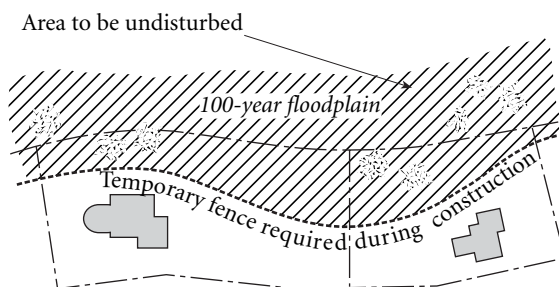 Area to be undisturbed
100-year floodplain
Temporary fence required during construction